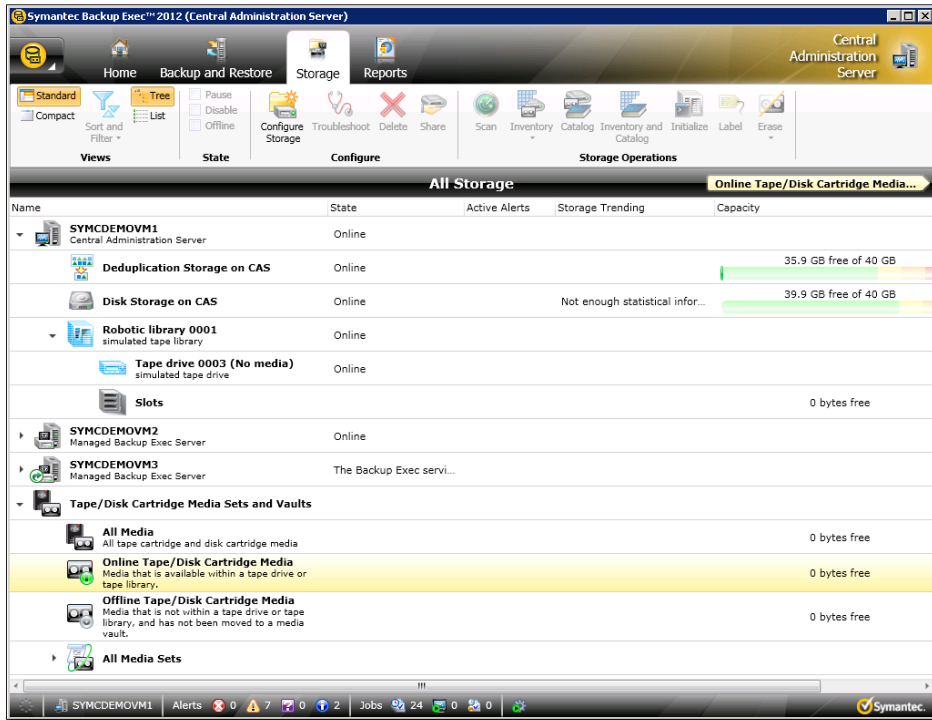 Symantec Backup Exec™ 2012 (Central Administration Server)
Home
Backup and Restore
Storage
Reports
Central
Administration
Server
Standard
Compact
Sort and
Filter
Tree
List
Views
Pause
Disable
Offline
State
Configure
Storage
Troubleshoot
Delete
Share
Configure
Scan
Inventory
Catalog
Inventory and
Catalog
Initialize
Label
Erase
Storage Operations
All Storage
Online Tape/Disk Cartridge Media...
Name State Active Alerts Storage Trending Capacity
SYMCDEMOVM1
Central Administration Server
Online
Deduplication Storage on CAS Online 35.9 GB free of 40 GB
Disk Storage on CAS Online Not enough statistical infor... 39.9 GB free of 40 GB
Robotic library 0001
simulated tape library
Online
Tape drive 0003 (No media)
simulated tape drive
Online
Slots 0 bytes free
SYMCDEMOVM2
Managed Backup Exec Server
Online
SYMCDEMOVM3
Managed Backup Exec Server
The Backup Exec servi...
Tape/Disk Cartridge Media Sets and Vaults
All Media
All tape cartridge and disk cartridge media
0 bytes free
Online Tape/Disk Cartridge Media
Media that is available within a tape drive or
tape library.
0 bytes free
Offline Tape/Disk Cartridge Media
Media that is not within a tape drive or tape
library, and has not been moved to a media
vault.
0 bytes free
All Media Sets
SYMCDEMOVM1 Alerts 0 7 0 2 Jobs 24 0 0
Symantec.